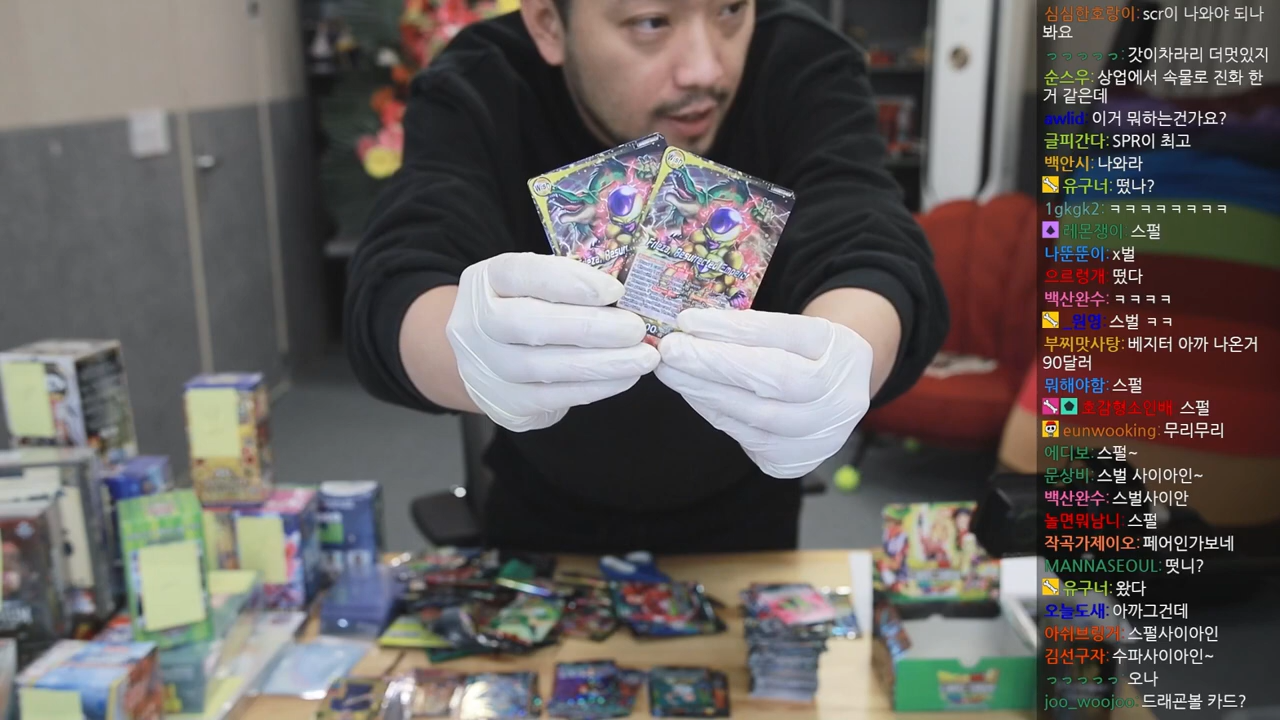 심심한호랑이: scr이 나와야 되나
봐요
ㄱㄱㄱㄱㄱ: 갓이차라리 더멋있지
순스우: 상업에서 속물로 진화 한
거 같은데
awlid: 이거 뭐하는건가요?
글피간다: SPR이 최고
백안시: 나와라
유구너: 떴나?
1gkgk2: ㅋㅋㅋㅋㅋㅋㅋㅋ
레몬쟁이: 스펄
나뚠뚠이: x벌
으르렁개: 떴다
백산완수: ㅋㅋㅋㅋ
_원영: 스벌 ㅋㅋ
부찌맛사탕: 베지터 아까 나온거
90달러
뭐해야함: 스펄
호감형소인배: 스펄
eunwooking: 무리무리
에디보: 스펄~
문상비: 스벌 사이아인~
백산완수: 스벌사이안
놀면뭐남니: 스펄
작곡가제이오: 페어인가보네
MANNASEOUL: 떳니?
유구너: 왔다
오늘도새: 아까그건데
아쉬브링거: 스펄사이아인
김선구자: 수파사이아인~
ㄱㄱㄱㄱㄱ: 오나
joo_woojoo: 드래곤볼 카드?
Wish
Wish
Frieza, Resurrected Emperor